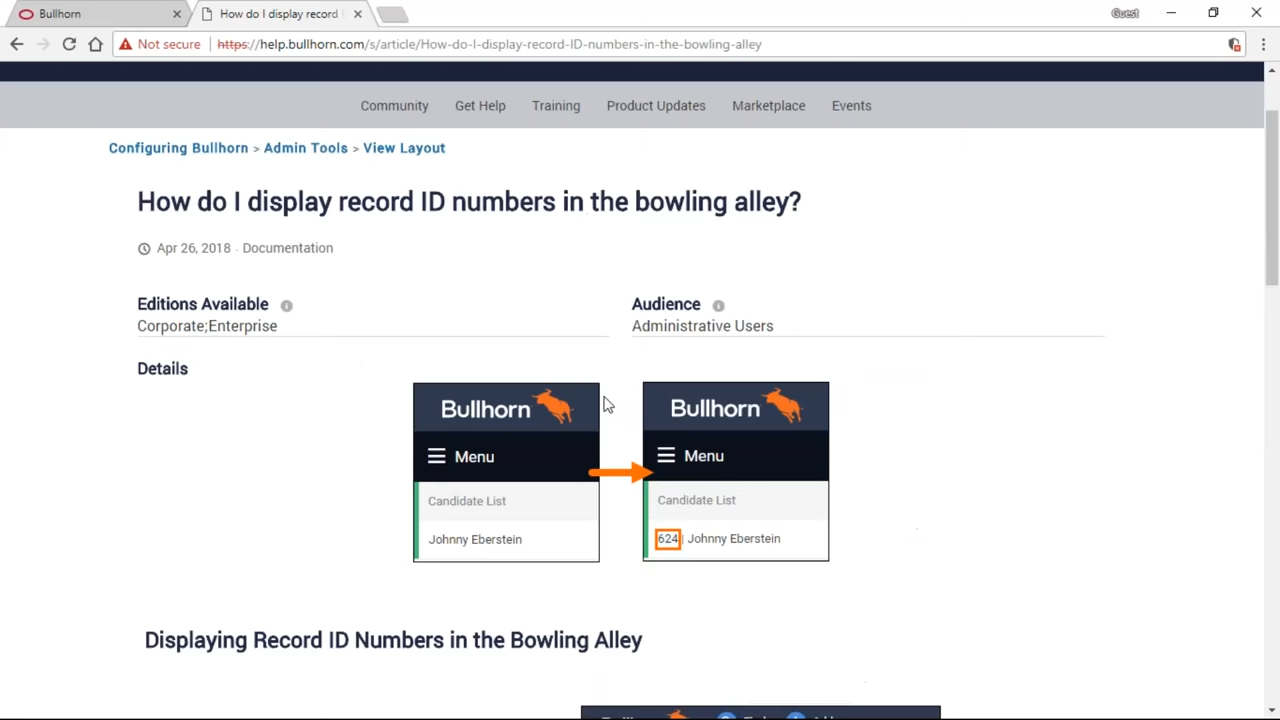 Bullhorn
How do I display record
Guest
Not secure | https://help.bullhorn.com/s/article/How-do-I-display-record-ID-numbers-in-the-bowling-alley
Community Get Help Training Product Updates Marketplace Events
Configuring Bullhorn > Admin Tools > View Layout
How do I display record ID numbers in the bowling alley?
Apr 26, 2018 . Documentation
Editions Available
Corporate;Enterprise
Audience
Administrative Users
Details
Bullhorn
Menu
Candidate List
Johnny Eberstein
Bullhorn
Menu
Candidate List
624 | Johnny Eberstein
Displaying Record ID Numbers in the Bowling Alley